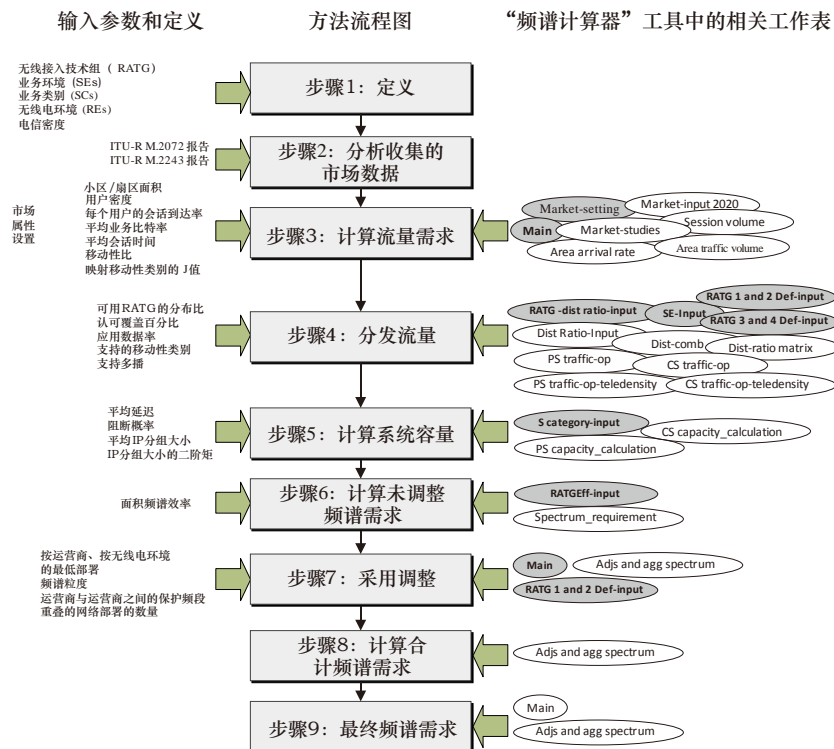 输入参数和定义
方法流程图
“频谱计算器”工具中的相关工作表
无线接入技术组（RATG）
业务环境（SEs）
业务类别（SCs）
无线电环境（REs）
电信密度
步骤1：定义
ITU-R M.2072 报告
ITU-R M.2243 报告
步骤2：分析收集的
市场数据
市场
属性
设置
小区/扇区面积
用户密度
每个用户的会话到达率
平均业务比特率
平均会话时间
移动性比
映射移动性类别的 J值
步骤3：计算流量需求
Market-setting
Market-input 2020
Main
Market-studies
Session volume
Area arrival rate
Area traffic volume
可用RATG的分布比
认可覆盖百分比
应用数据率
支持的移动性类别
支持多播
步骤4：分发流量
RATG 1 and 2 Def-input
RATG -dist ratio-input
SE-Input
RATG 3 and 4 Def-input
Dist Ratio-Input
Dist-comb
Dist-ratio matrix
PS traffic-op
CS traffic-op
PS traffic-op-teledensity
CS traffic-op-teledensity
平均延迟
阻断概率
平均IP分组大小
IP分组大小的二阶矩
步骤5：计算系统容量
S category-input
CS capacity_calculation
PS capacity_calculation
面积频谱效率
步骤6：计算未调整
频谱需求
RATGEff-input
Spectrum_requirement
按运营商、按无线电环境
的最低部署
频谱粒度
运营商与运营商之间的保护频段
重叠的网络部署的数量
步骤7：采用调整
Main
Adjs and agg spectrum
RATG 1 and 2 Def-input
步骤8：计算合
计频谱需求
Adjs and agg spectrum
步骤9：最终频谱需求
Main
Adjs and agg spectrum